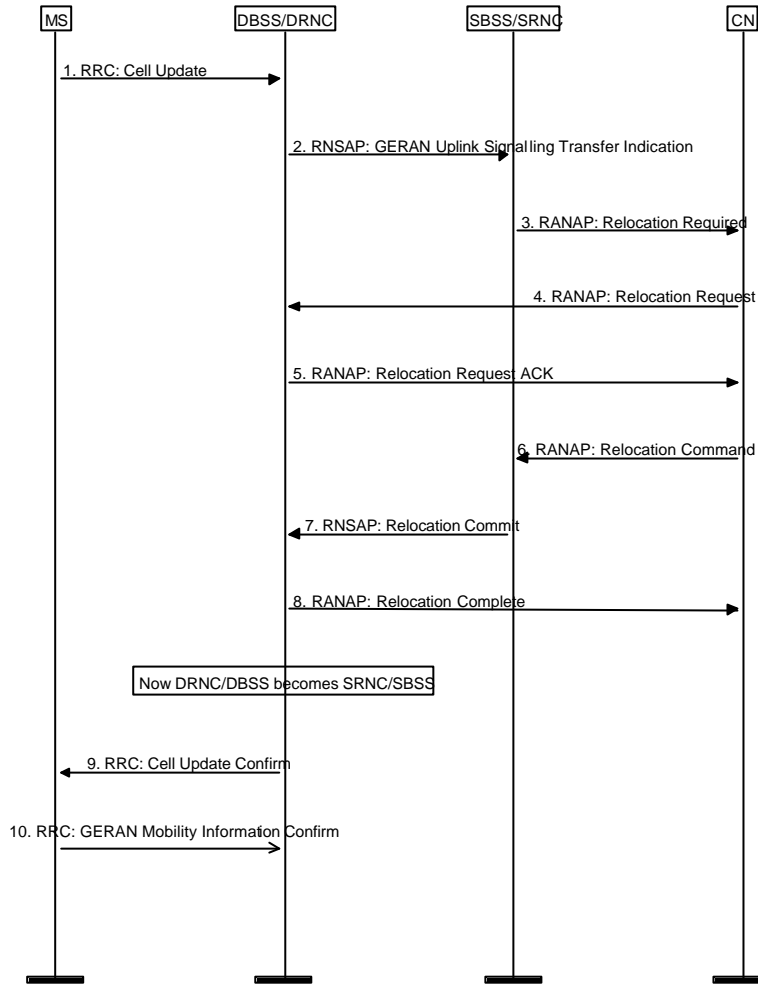 MS
DBSS/DRNC
SBSS/SRNC
CN
1. RRC: Cell Update
2. RNSAP: GERAN Uplink Signalling Transfer Indication
3. RANAP: Relocation Required
4. RANAP: Relocation Request
5. RANAP: Relocation Request ACK
6. RANAP: Relocation Command
7. RNSAP: Relocation Commit
8. RANAP: Relocation Complete
Now DRNC/DBSS becomes SRNC/SBSS
9. RRC: Cell Update Confirm
10. RRC: GERAN Mobility Information Confirm